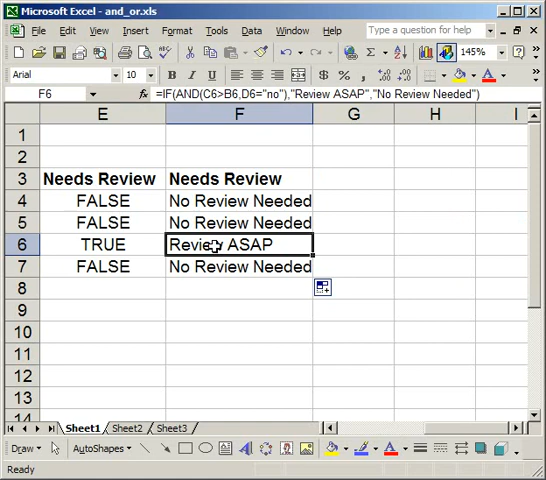 Microsoft Excel - and_or.xls
File Edit View Insert Format Tools Data Window Help Type a question for help
Σ 145%
Arial 10 B I U $
F6 fx =IF(AND(C6>B6,D6="no"),"Review ASAP","No Review Needed")
E F G H I
1
2
3 Needs Review Needs Review
4 FALSE No Review Needed
5 FALSE No Review Needed
6 TRUE Review ASAP
7 FALSE No Review Needed
8
9
10
11
12
13
14
Sheet1 Sheet2 Sheet3
Draw AutoShapes A A
Ready